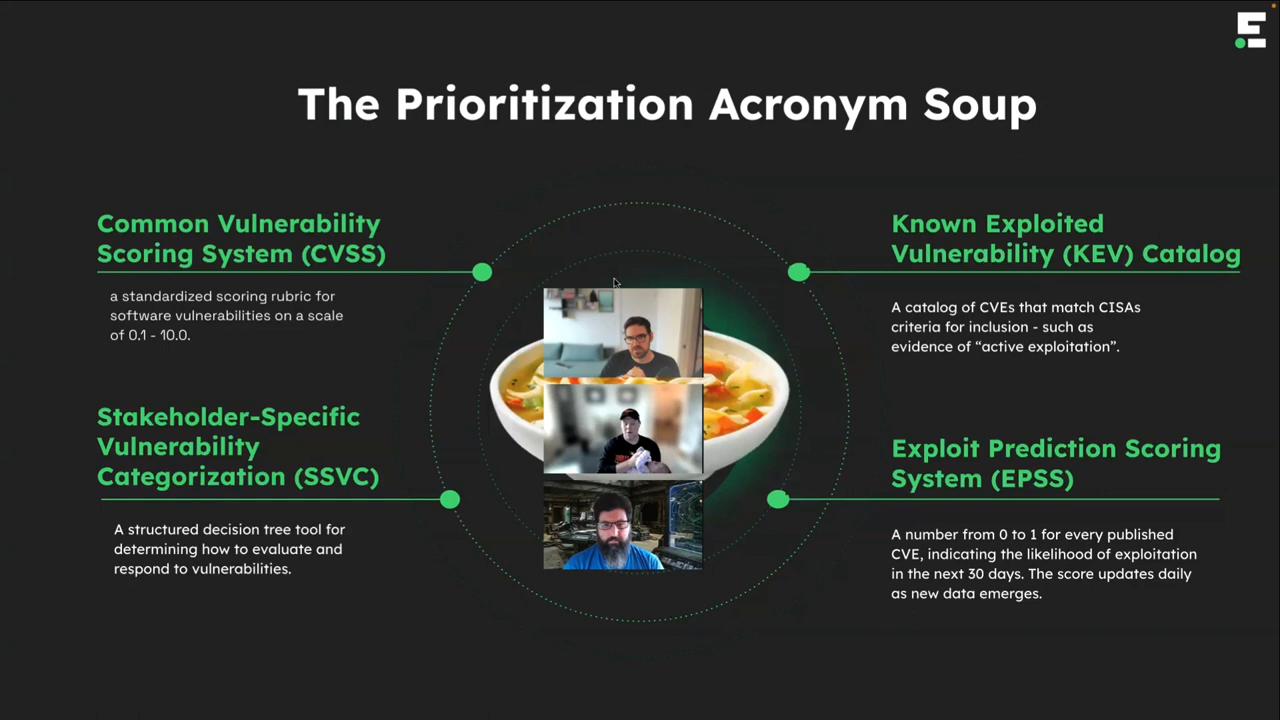 The Prioritization Acronym Soup
Common Vulnerability
Scoring System (CVSS)
a standardized scoring rubric for
software vulnerabilities on a scale
of 0.1 - 10.0.
Stakeholder-Specific
Vulnerability
Categorization (SSVC)
A structured decision tree tool for
determining how to evaluate and
respond to vulnerabilities.
Known Exploited
Vulnerability (KEV) Catalog
A catalog of CVEs that match CISAs
criteria for inclusion - such as
evidence of “active exploitation”.
Exploit Prediction Scoring
System (EPSS)
A number from 0 to 1 for every published
CVE, indicating the likelihood of exploitation
in the next 30 days. The score updates daily
as new data emerges.